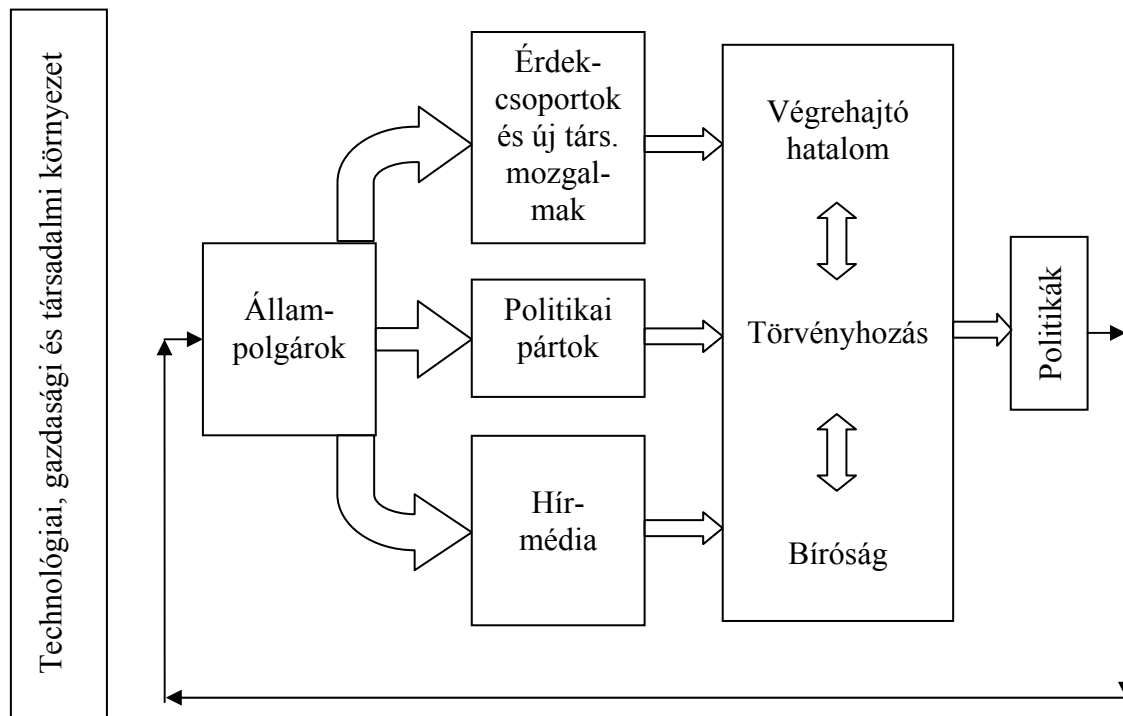 Technológiai, gazdasági és társadalmi környezet
Állam-
polgárok
Érdek-
csoportok
és új társ.
mozgal-
mak
Politikai
pártok
Hír-
média
Végrehajtó
hatalom
Törvényhozás
Bíróság
Politikák